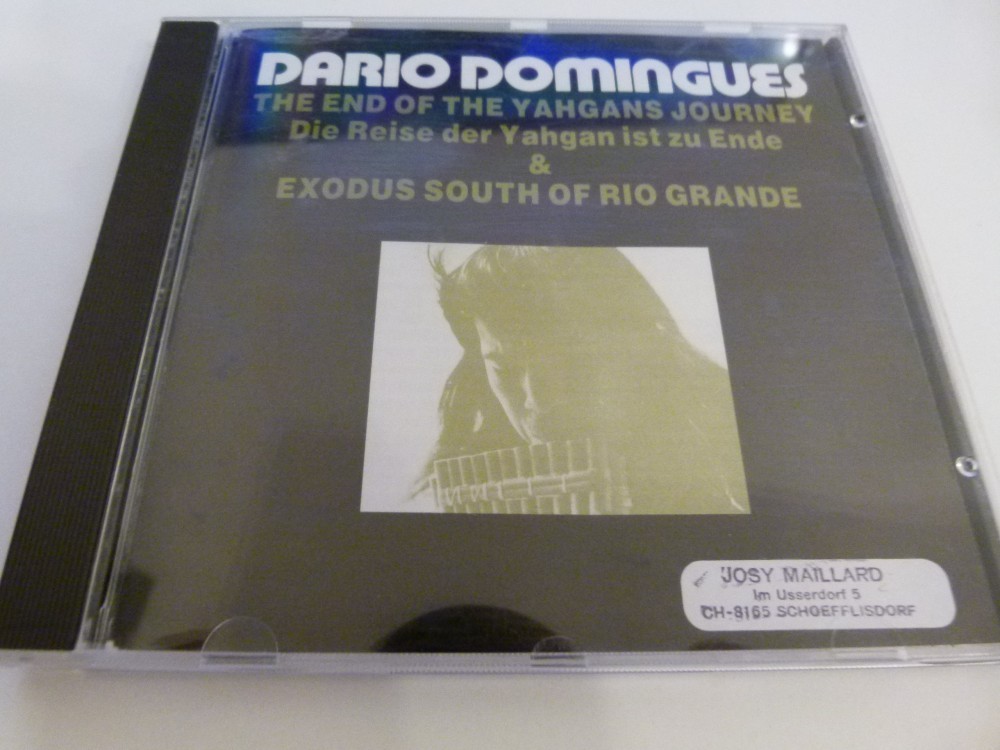 DARIO DOMINGUES
THE END OF THE YAHGANS JOURNEY
Die Reise der Yahgan ist zu Ende
&
EXODUS SOUTH OF RIO GRANDE
JOSY MAILLARD
Im Usserdorf 5
CH-8165 SCHOEFFLISDORF